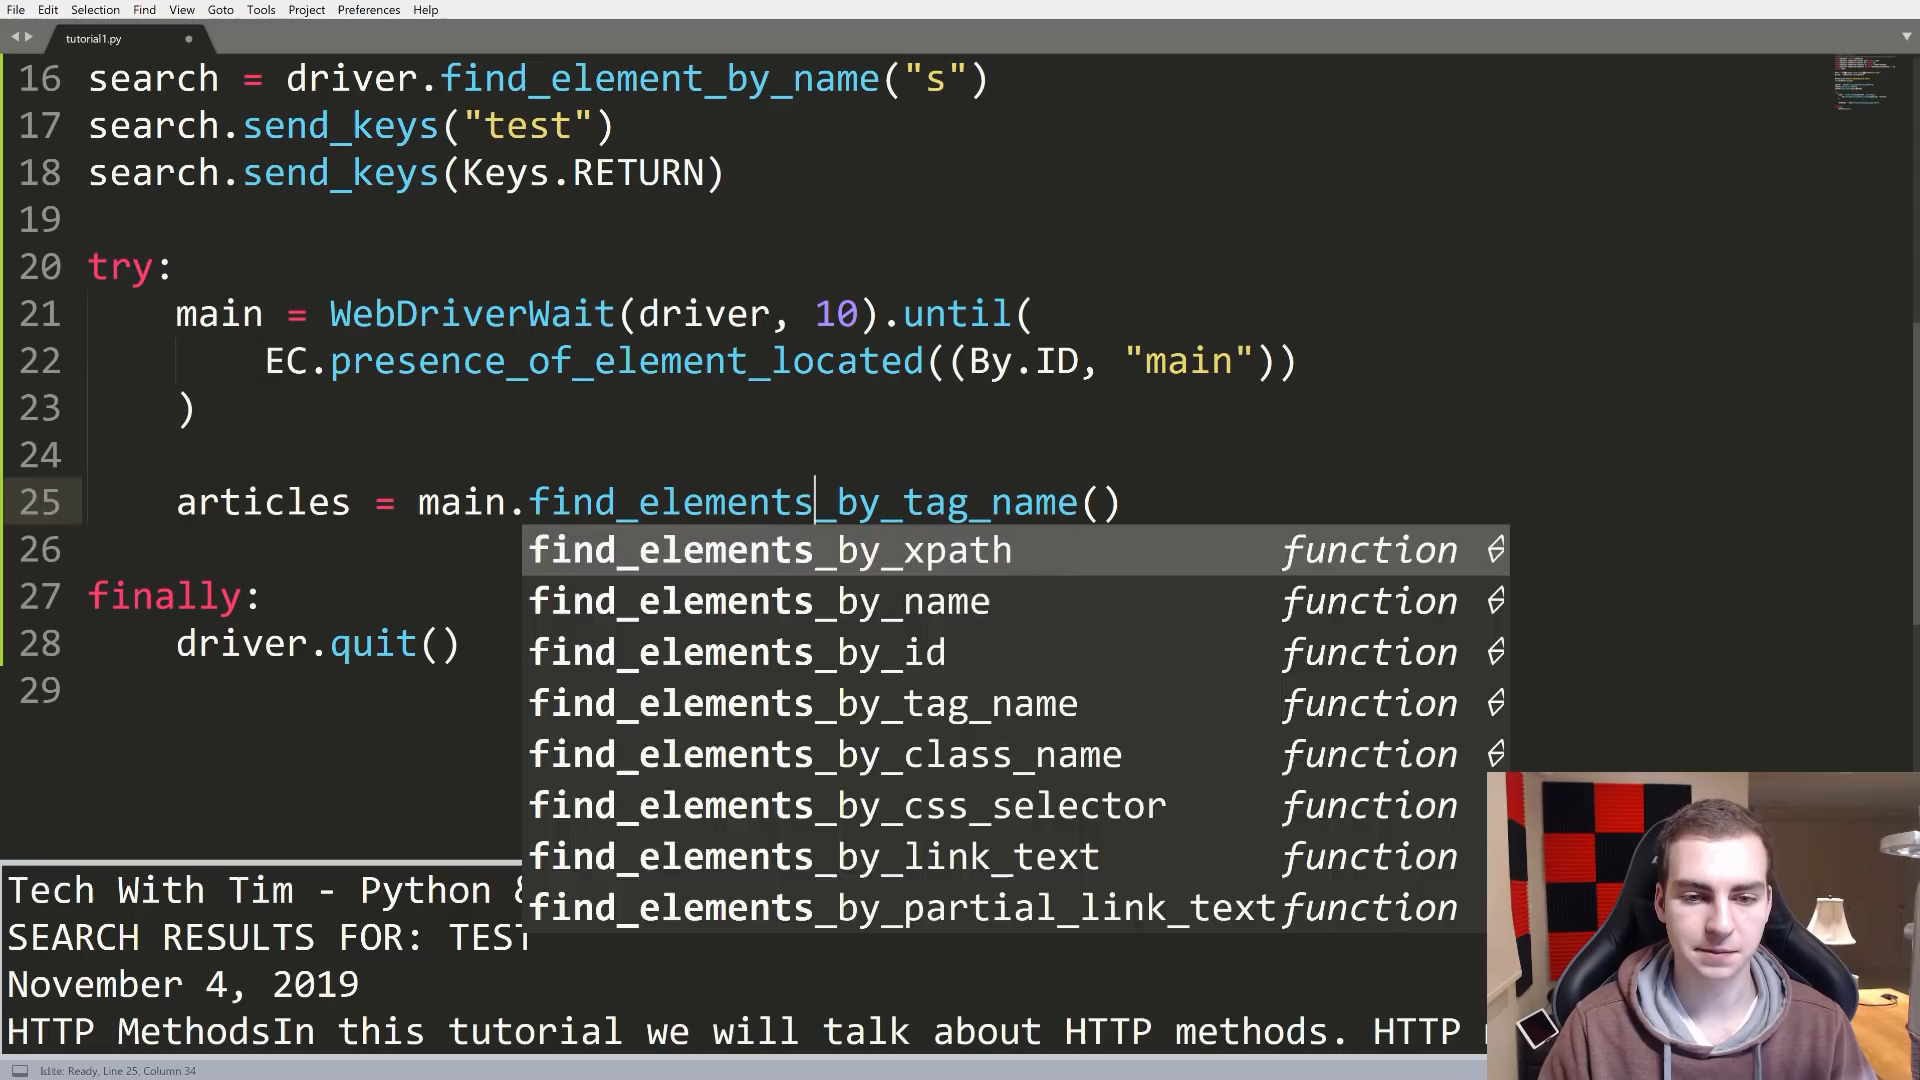 File Edit Selection Find View Goto Tools Project Preferences Help
tutorial1.py
16 search = driver.find_element_by_name("s")
17 search.send_keys("test")
18 search.send_keys(Keys.RETURN)
19
20 try:
21 main = WebDriverWait(driver, 10).until(
22 EC.presence_of_element_located((By.ID, "main"))
23 )
24
25 articles = main.find_elements_by_tag_name()
26
27 finally:
28 driver.quit()
29
find_elements_by_xpath function
find_elements_by_name function
find_elements_by_id function
find_elements_by_tag_name function
find_elements_by_class_name function
find_elements_by_css_selector function
find_elements_by_link_text function
find_elements_by_partial_link_text function
Tech With Tim - Python &
SEARCH RESULTS FOR: TEST
November 4, 2019
HTTP MethodsIn this tutorial we will talk about HTTP methods. HTTP
kite: Ready, Line 25, Column 34